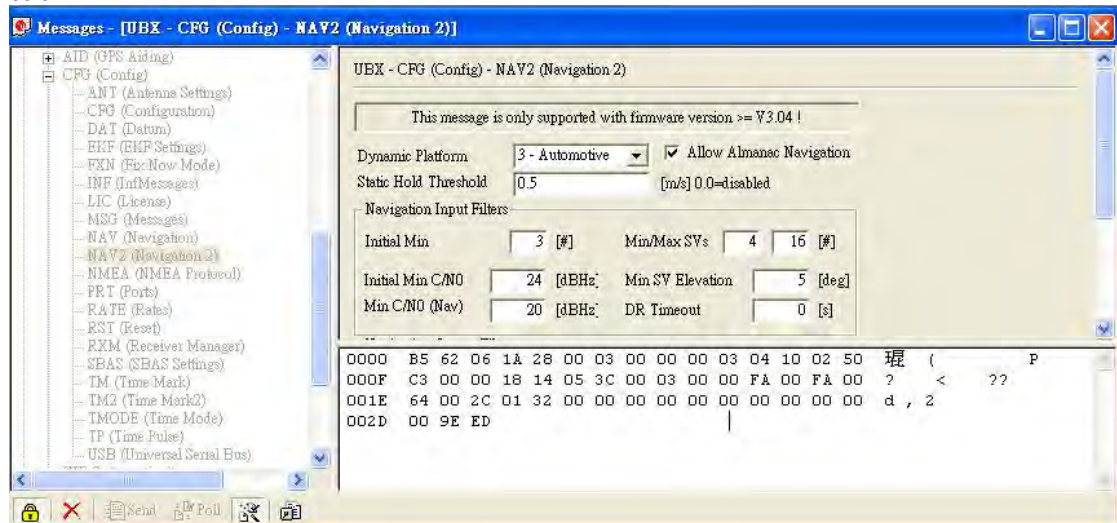 Messages - [UBX - CFG (Config) - NAV2 (Navigation 2)]
AID (GPS Aiding)
CFG (Config)
ANT (Antenna Settings)
CFG (Configuration)
DAT (Datum)
EKF (EKF Settings)
FXN (Fix Now Mode)
INF (InfMessages)
LIC (License)
MSG (Messages)
NAV (Navigation)
NAV2 (Navigation 2)
NMEA (NMEA Protocol)
PRT (Ports)
RATE (Rates)
RST (Reset)
RXM (Receiver Manager)
SBAS (SBAS Settings)
TM (Time Mark)
TM2 (Time Mark2)
TMODE (Time Mode)
TP (Time Pulse)
USB (Universal Serial Bus)
UBX - CFG (Config) - NAV2 (Navigation 2)
This message is only supported with firmware version >= V3.04 !
Dynamic Platform 3 - Automotive Allow Almanac Navigation
Static Hold Threshold 0.5 [m/s] 0.0=disabled
Navigation Input Filters
Initial Min 3 [#] Min/Max SVs 4 16 [#]
Initial Min C/N0 24 [dBHz] Min SV Elevation 5 [deg]
Min C/N0 (Nav) 20 [dBHz] DR Timeout 0 [s]
0000 B5 62 06 1A 28 00 03 00 00 00 03 04 10 02 50 琨 ( P
000F C3 00 00 18 14 05 3C 00 03 00 00 FA 00 FA 00 ? < ??
001E 64 00 2C 01 32 00 00 00 00 00 00 00 00 00 00 d , 2
002D 00 9E ED
Send Poll